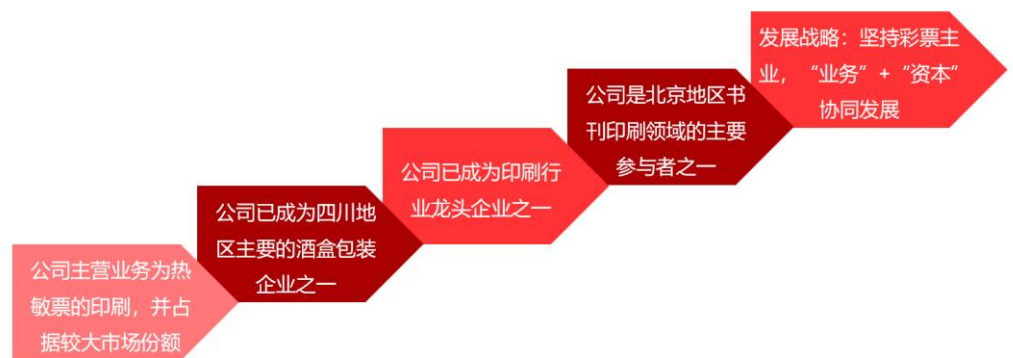 公司主营业务为热
敏票的印刷，并占
据较大市场份额
公司已成为四川地
区主要的酒盒包装
企业之一
公司已成为印刷行
业龙头企业之一
公司是北京地区书
刊印刷领域的主要
参与者之一
发展战略：坚持彩票主
业，“业务”+“资本”
协同发展